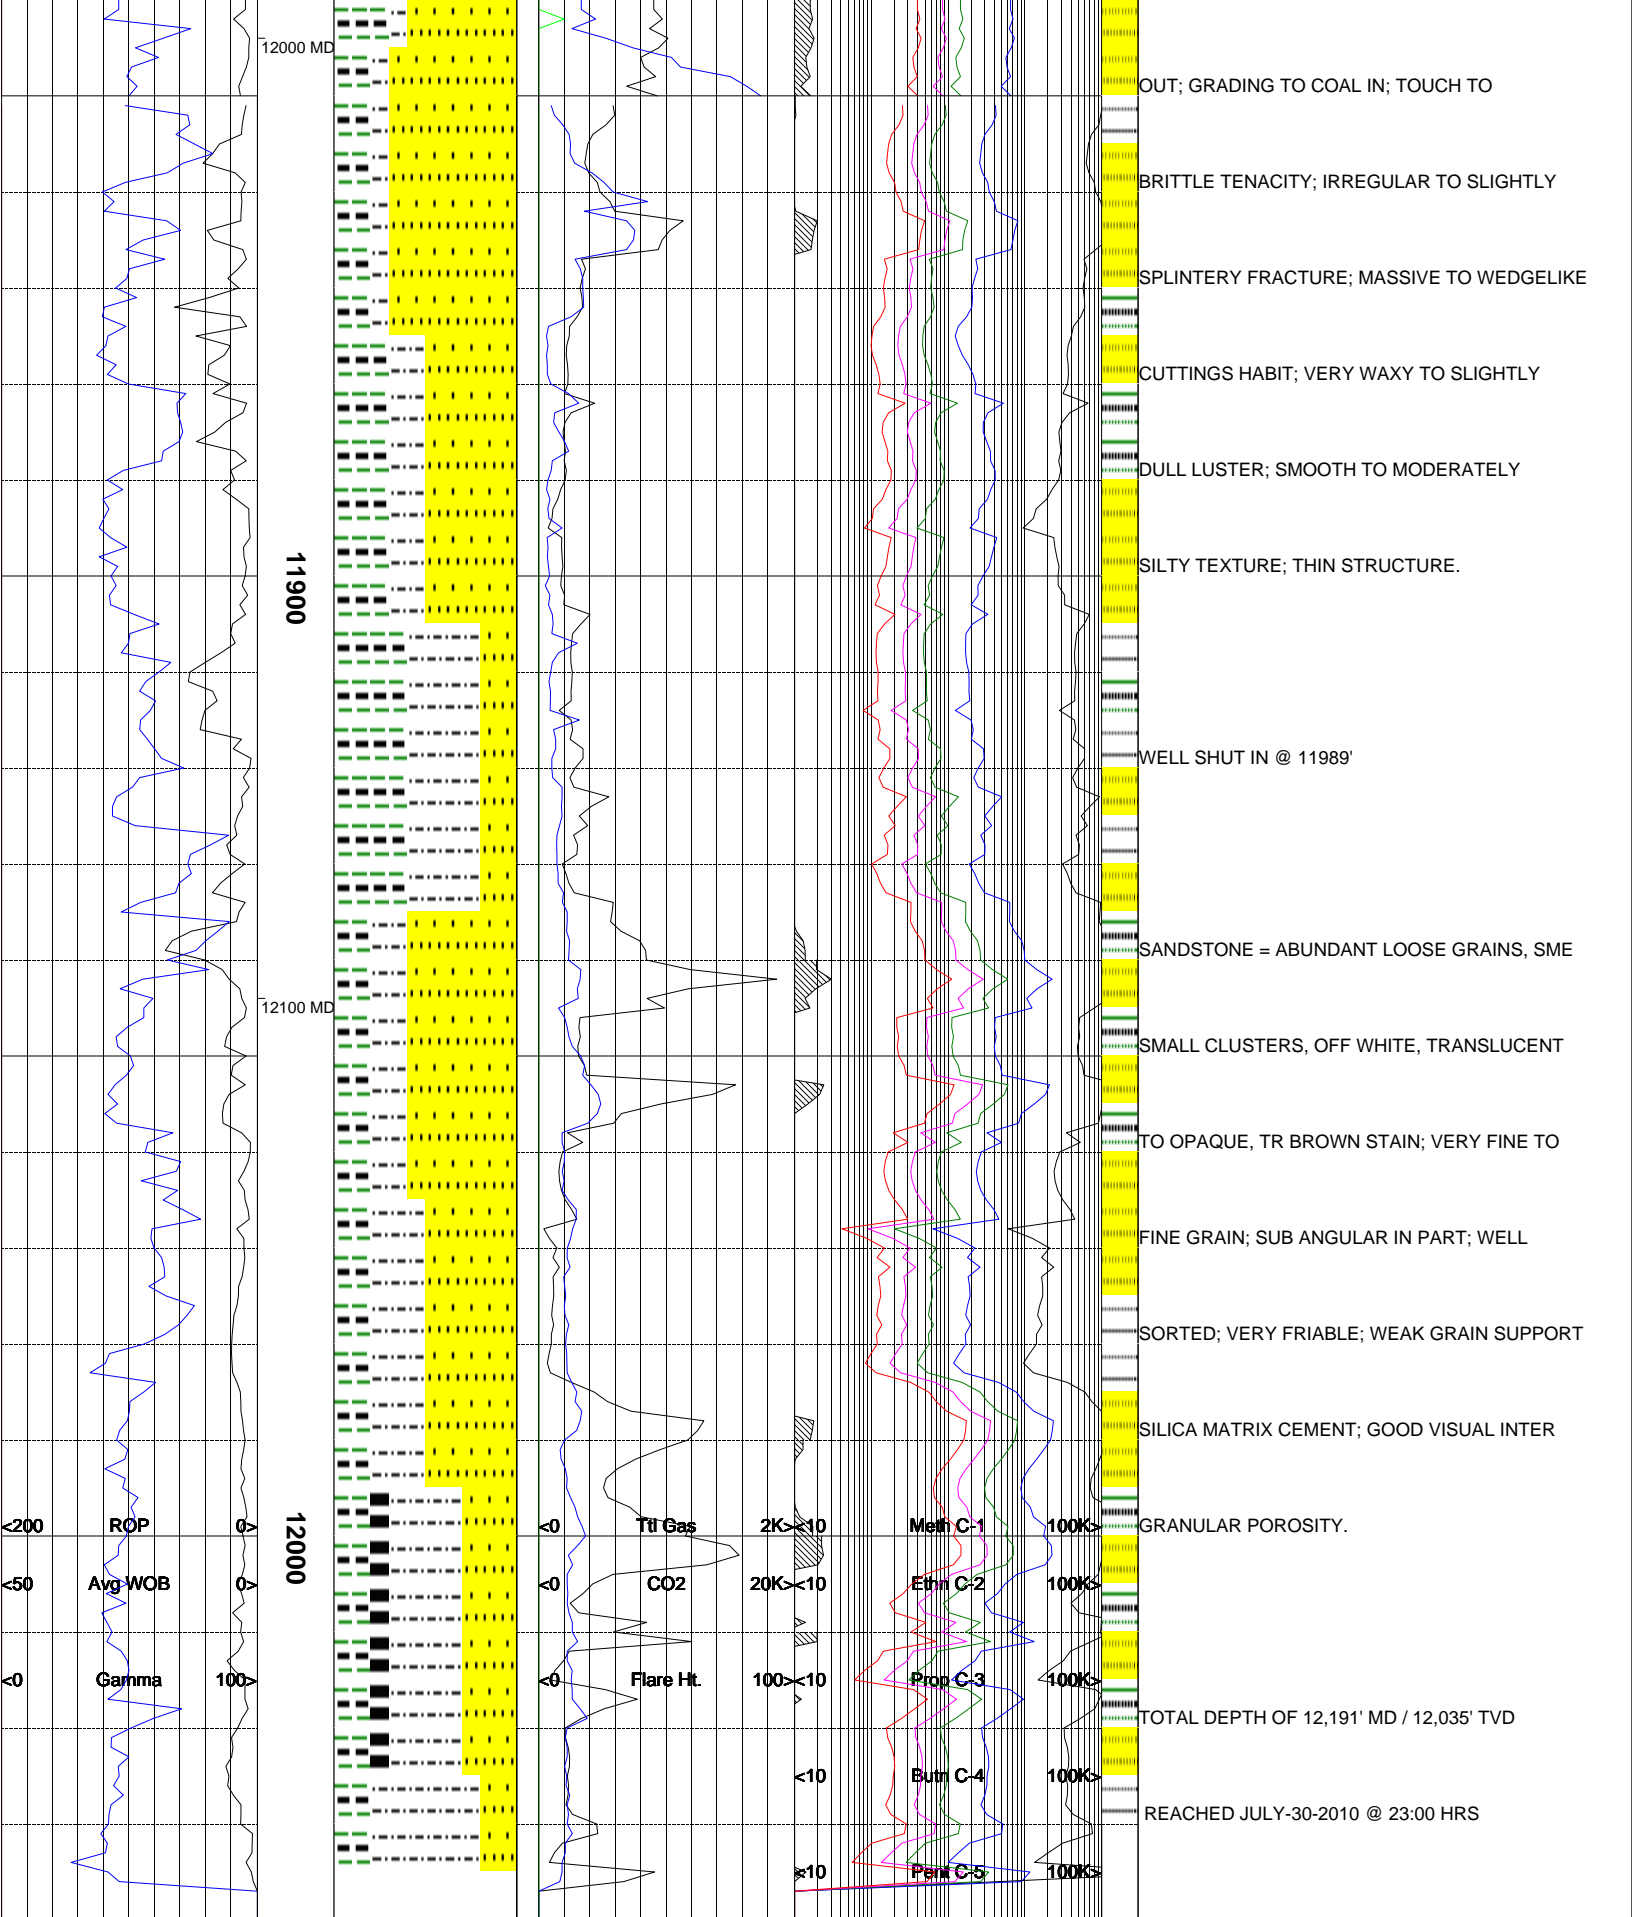 12000 MD
OUT; GRADING TO COAL IN; TOUCH TO
BRITTLE TENACITY; IRREGULAR TO SLIGHTLY
SPLINTERY FRACTURE; MASSIVE TO WEDGELIKE
CUTTINGS HABIT; VERY WAXY TO SLIGHTLY
DULL LUSTER; SMOOTH TO MODERATELY
SILTY TEXTURE; THIN STRUCTURE.
11900
WELL SHUT IN @ 11989'
SANDSTONE = ABUNDANT LOOSE GRAINS, SME
12100 MD
SMALL CLUSTERS, OFF WHITE, TRANSLUCENT
TO OPAQUE, TR BROWN STAIN; VERY FINE TO
FINE GRAIN; SUB ANGULAR IN PART; WELL
SORTED; VERY FRIABLE; WEAK GRAIN SUPPORT
SILICA MATRIX CEMENT; GOOD VISUAL INTER
<200 ROP 0> <0 Ttl Gas 2K> <10 Meth C-1 100K> GRANULAR POROSITY.
12000
<50 Avg WOB 0> <0 CO2 20K> <10 Ethn C-2 100K>
<0 Gamma 100> <0 Flare Ht. 100> <10 Prop C-3 100K>
TOTAL DEPTH OF 12,191' MD / 12,035' TVD
<10 Butn C-4 100K>
REACHED JULY-30-2010 @ 23:00 HRS
<10 Pent C-5 100K>